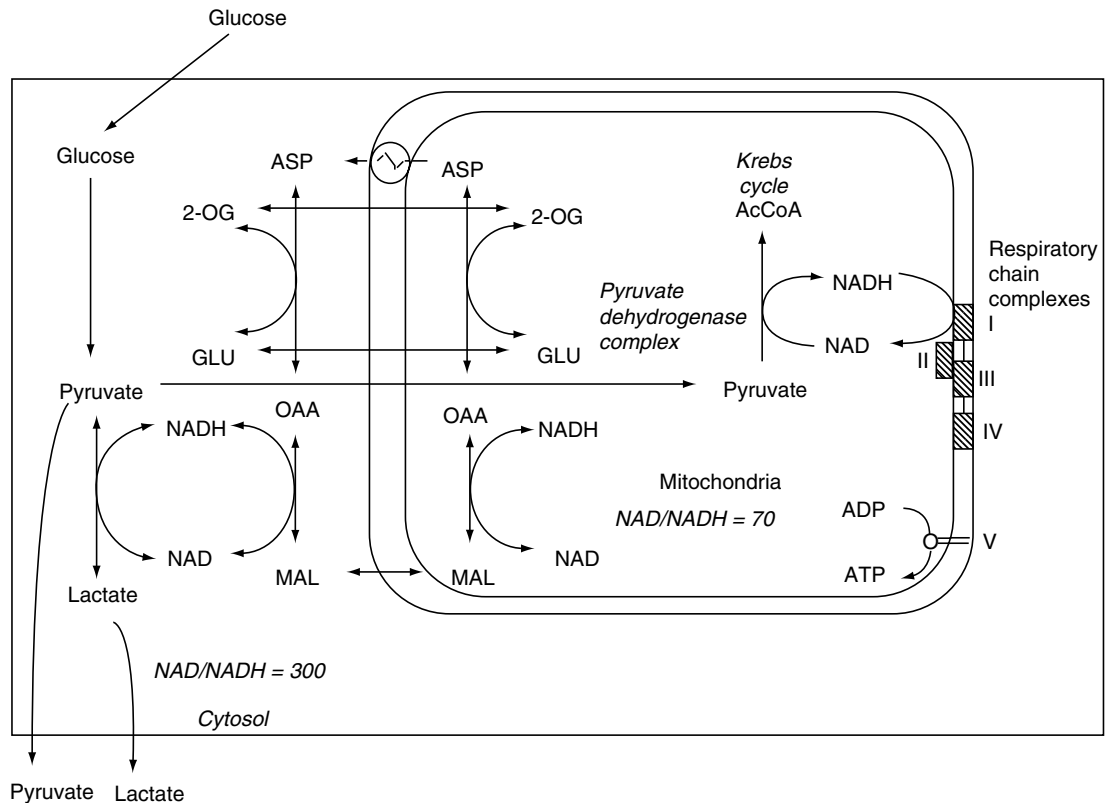 Glucose
Glucose
ASP
ASP
Krebs
cycle
AcCoA
2-OG
2-OG
Respiratory
chain
complexes
NADH
Pyruvate
dehydrogenase
complex
I
NAD
GLU
GLU
II
III
Pyruvate
Pyruvate
OAA
OAA
NADH
NADH
IV
Mitochondria
NAD/NADH = 70
ADP
V
NAD
NAD
ATP
MAL
MAL
Lactate
NAD/NADH = 300
Cytosol
Pyruvate
Lactate